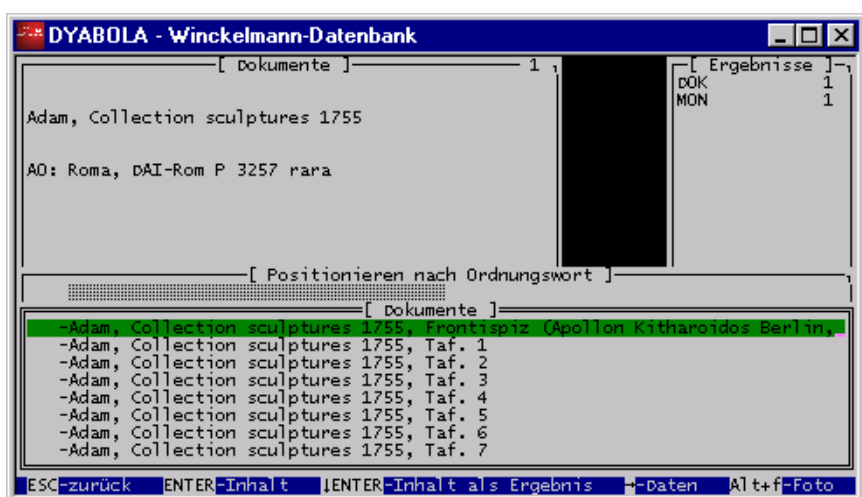 DYABOLA - Winckelmann-Datenbank
[ Dokumente ] 1
[ Ergebnisse ]
DOK 1
MON 1
Adam, Collection sculptures 1755
AO: Roma, DAI-Rom P 3257 rara
[ Positionieren nach Ordnungswort ]
[ Dokumente ]
-Adam, Collection sculptures 1755, Frontispiz (Apollon Kitharoidos Berlin,
-Adam, Collection sculptures 1755, Taf. 1
-Adam, Collection sculptures 1755, Taf. 2
-Adam, Collection sculptures 1755, Taf. 3
-Adam, Collection sculptures 1755, Taf. 4
-Adam, Collection sculptures 1755, Taf. 5
-Adam, Collection sculptures 1755, Taf. 6
-Adam, Collection sculptures 1755, Taf. 7
ESC-zurück ENTER-Inhalt ↓ENTER-Inhalt als Ergebnis →-Daten Alt+f-Foto